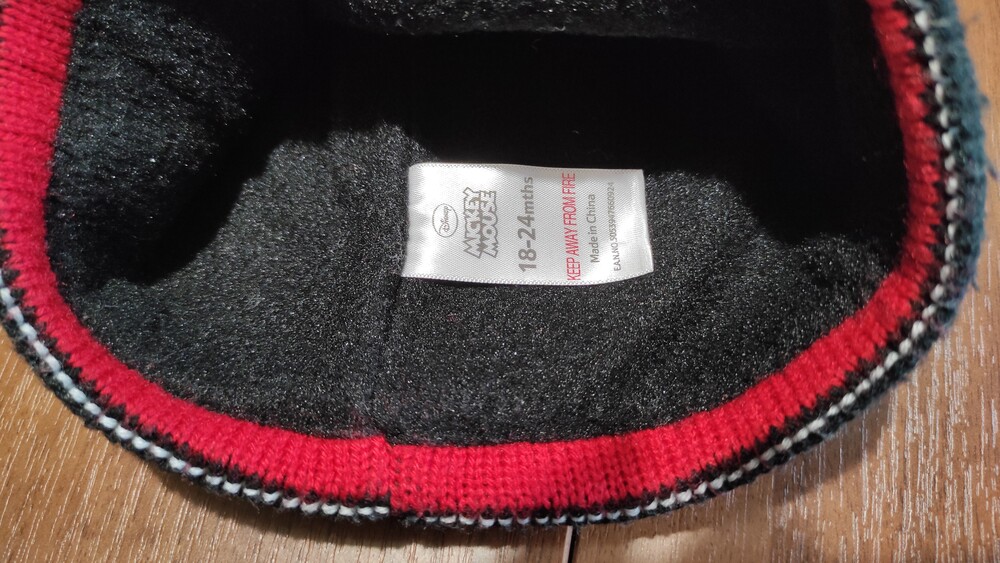 Disney
MICKEY
MOUSE
18-24mths
KEEP AWAY FROM FIRE
Made in China